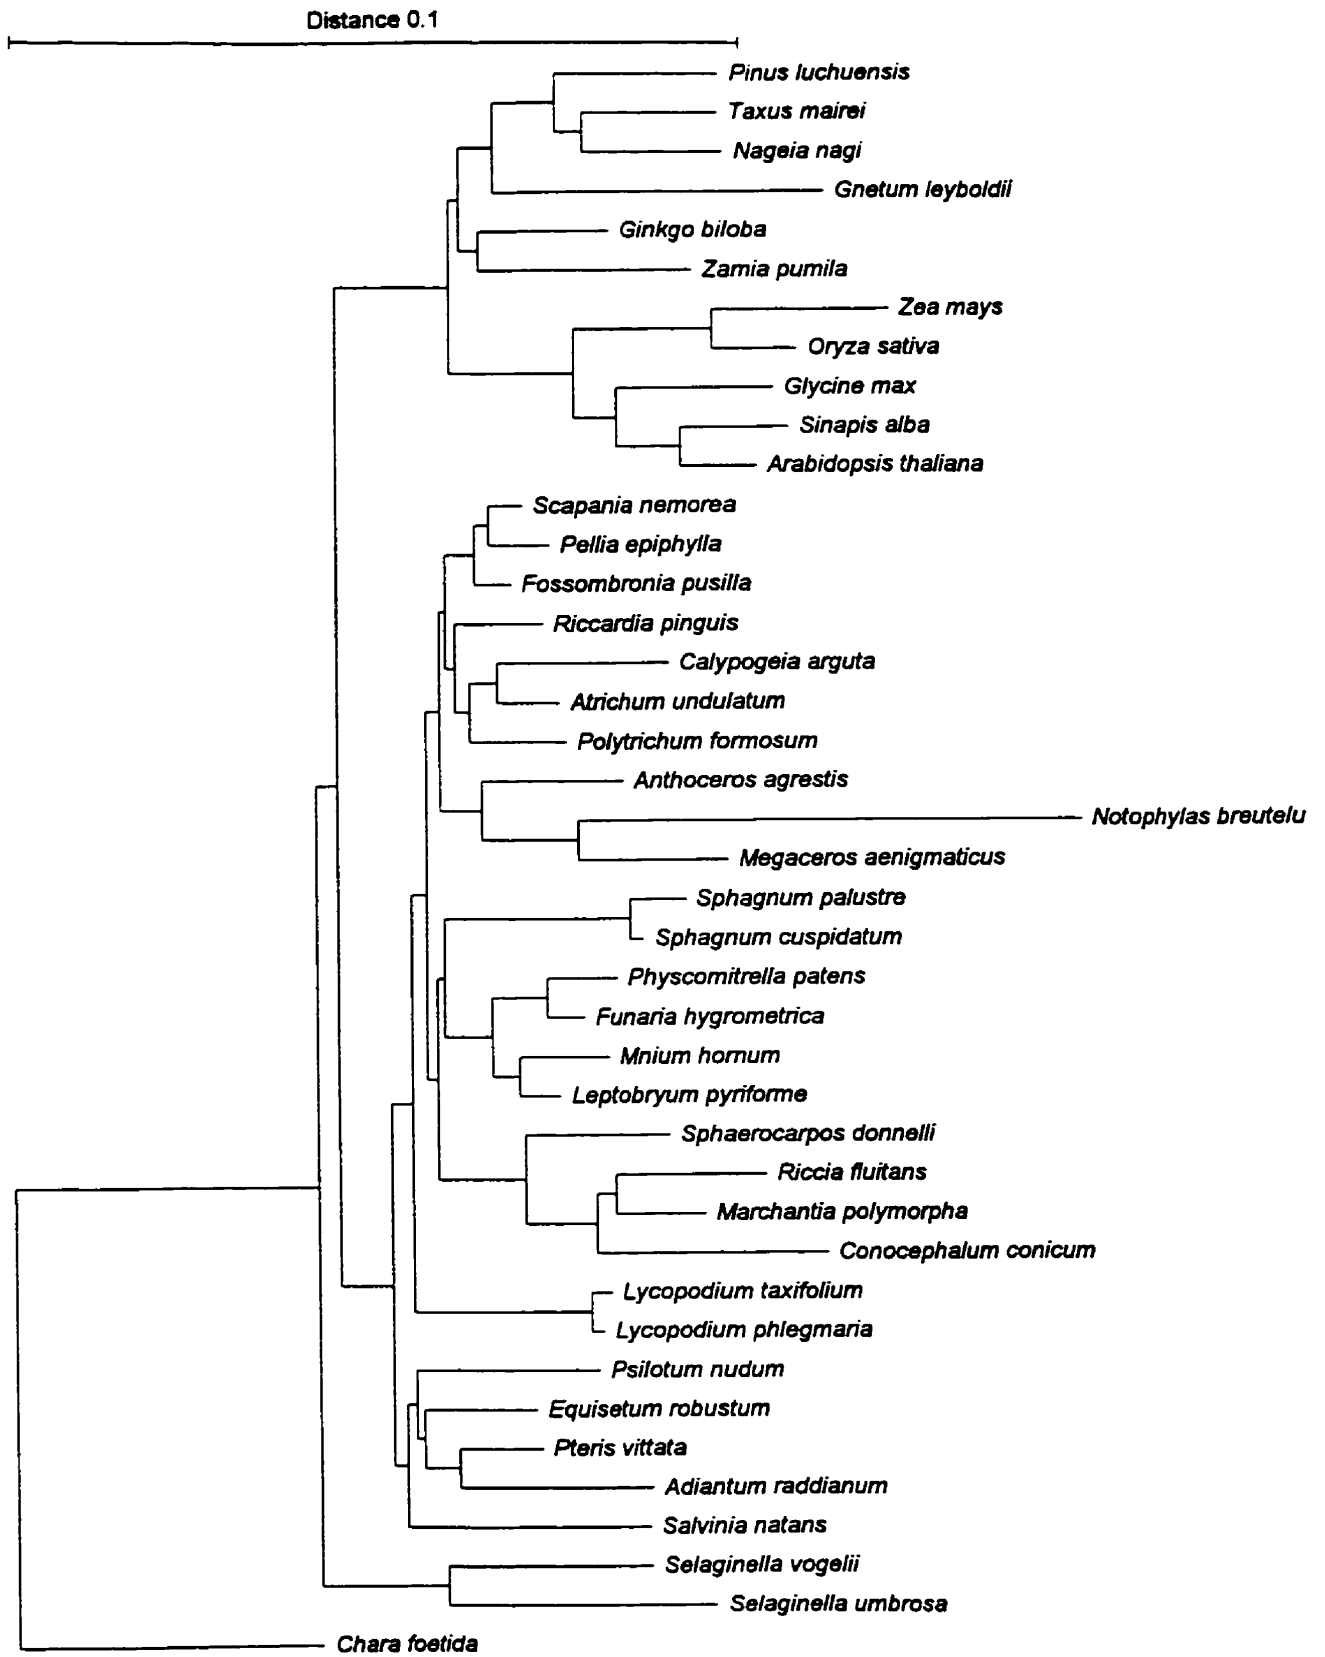 Distance 0.1
Pinus luchuensis
Taxus mairei
Nageia nagi
Gnetum leyboldii
Ginkgo biloba
Zamia pumila
Zea mays
Oryza sativa
Glycine max
Sinapis alba
Arabidopsis thaliana
Scapania nemorea
Pellia epiphylla
Fossombronia pusilla
Riccardia pinguis
Calypogeia arguta
Atrichum undulatum
Polytrichum formosum
Anthoceros agrestis
Notophylas breutelu
Megaceros aenigmaticus
Sphagnum palustre
Sphagnum cuspidatum
Physcomitrella patens
Funaria hygrometrica
Mnium hornum
Leptobryum pyriforme
Sphaerocarpos donnelli
Riccia fluitans
Marchantia polymorpha
Conocephalum conicum
Lycopodium taxifolium
Lycopodium phlegmaria
Psilotum nudum
Equisetum robustum
Pteris vittata
Adiantum raddianum
Salvinia natans
Selaginella vogelii
Selaginella umbrosa
Chara foetida